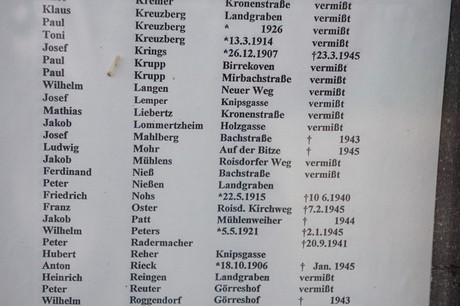 Kremer Kronenstraße vermißt
Klaus Kreuzberg Landgraben vermißt
Paul Kreuzberg * 1926 vermißt
Toni Kreuzberg *13.3.1914 vermißt
Josef Krings *26.12.1907 †23.3.1945
Paul Krupp Birrekoven vermißt
Paul Krupp Mirbachstraße vermißt
Wilhelm Langen Neuer Weg vermißt
Josef Lemper Knipsgasse vermißt
Mathias Liebertz Kronenstraße vermißt
Jakob Lommertzheim Holzgasse vermißt
Josef Mahlberg Bachstraße † 1943
Ludwig Mohr Auf der Bitze † 1945
Jakob Mühlens Roisdorfer Weg vermißt
Ferdinand Nieß Bachstraße vermißt
Peter Nießen Landgraben
Friedrich Nohs *22.5.1915 †10 6.1940
Franz Oster Roisd. Kirchweg †7.2.1945
Jakob Patt Mühlenweiher † 1944
Wilhelm Peters *5.5.1921 †2.1.1945
Peter Radermacher †20.9.1941
Hubert Reher Knipsgasse
Anton Rieck *18.10.1906 † Jan. 1945
Heinrich Reingen Landgraben vermißt
Peter Reuter Görreshof vermißt
Wilhelm Roggendorf Görreshof † 1943